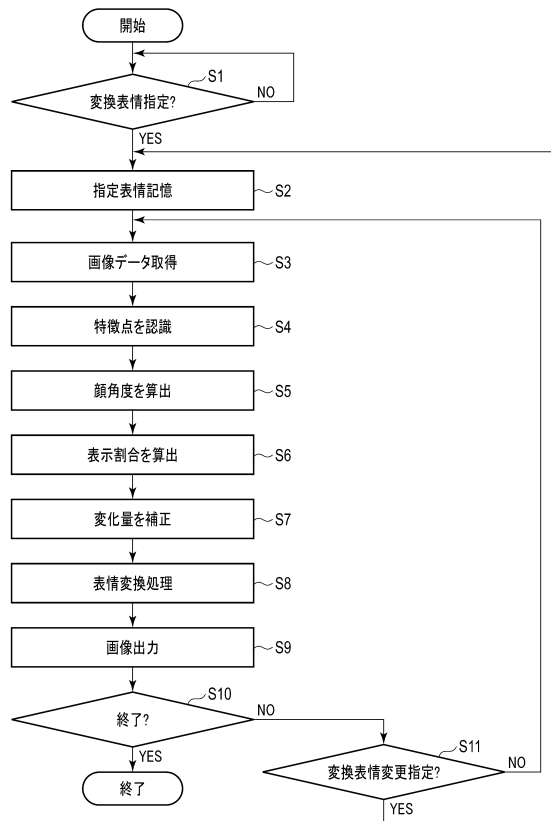 開始
S1
変換表情指定?
NO
YES
指定表情記憶
S2
画像データ取得
S3
特徴点を認識
S4
顔角度を算出
S5
表示割合を算出
S6
変化量を補正
S7
表情変換処理
S8
画像出力
S9
S10
終了?
NO
YES
S11
変換表情変更指定?
NO
終了
YES